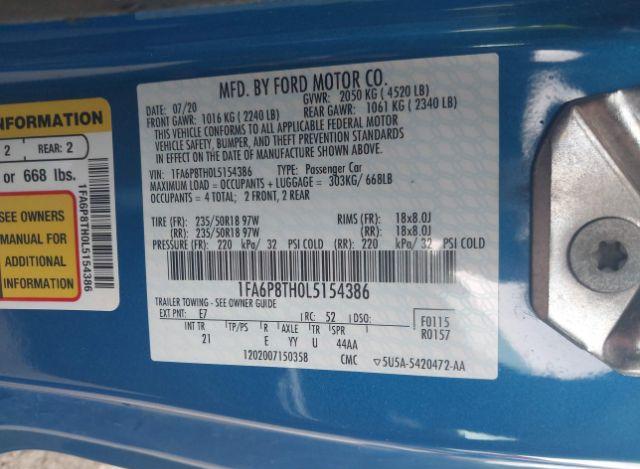 INFORMATION
2 REAR: 2
or 668 lbs.
SEE OWNERS
MANUAL FOR
ADDITIONAL
INFORMATION
1FA6P8TH0L5154386
MFD. BY FORD MOTOR CO.
DATE: 07/20 GVWR: 2050 KG ( 4520 LB)
FRONT GAWR: 1016 KG ( 2240 LB) REAR GAWR: 1061 KG ( 2340 LB)
THIS VEHICLE CONFORMS TO ALL APPLICABLE FEDERAL MOTOR
VEHICLE SAFETY, BUMPER, AND THEFT PREVENTION STANDARDS
IN EFFECT ON THE DATE OF MANUFACTURE SHOWN ABOVE.
VIN: 1FA6P8TH0L5154386 TYPE: Passenger Car
MAXIMUM LOAD = OCCUPANTS + LUGGAGE = 303KG/ 668LB
OCCUPANTS = 4 TOTAL; 2 FRONT, 2 REAR
TIRE (FR): 235/50R18 97W RIMS (FR): 18x8.0J
(RR): 235/50R18 97W (RR): 18x8.0J
PRESSURE (FR): 220 kPa/ 32 PSI COLD (RR): 220 kPa/ 32 PSI COLD
1FA6P8TH0L5154386
TRAILER TOWING - SEE OWNER GUIDE
EXT PNT: E7 RC: 52 DSO: F0115
INT TR TP/PS R AXLE TR SPR R0157
21 E YY U 44AA
1202007150358 CMC 5U5A-5420472-AA